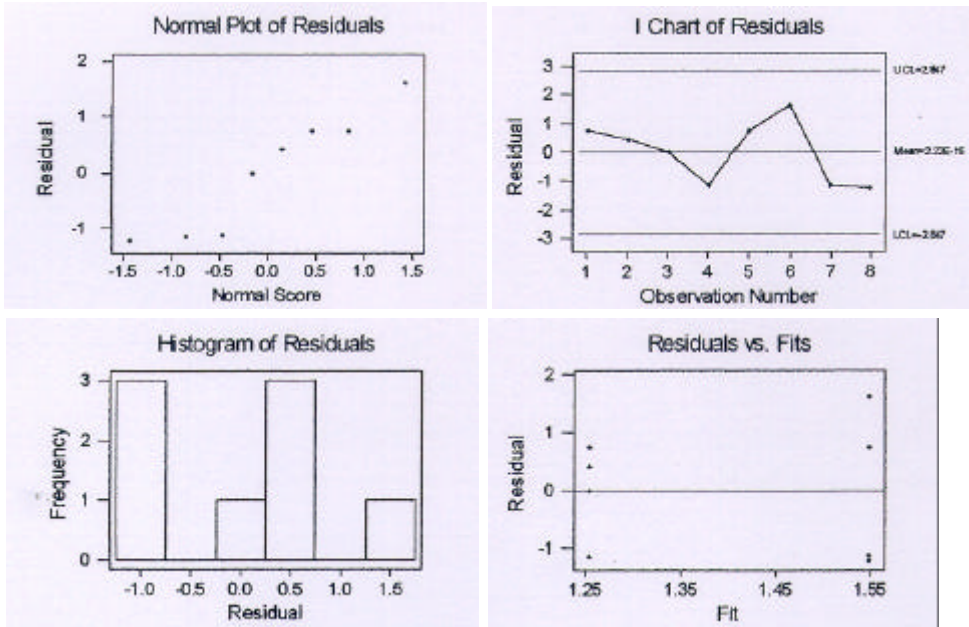 Normal Plot of Residuals
2
1
0
-1
Residual
-1.5 -1.0 -0.5 0.0 0.5 1.0 1.5
Normal Score
I Chart of Residuals
3
2
1
0
-1
-2
-3
Residual
1 2 3 4 5 6 7 8
Observation Number
Histogram of Residuals
3
2
1
0
Frequency
-1.0 -0.5 0.0 0.5 1.0 1.5
Residual
Residuals vs. Fits
2
1
0
-1
Residual
1.25 1.35 1.45 1.55
Fit